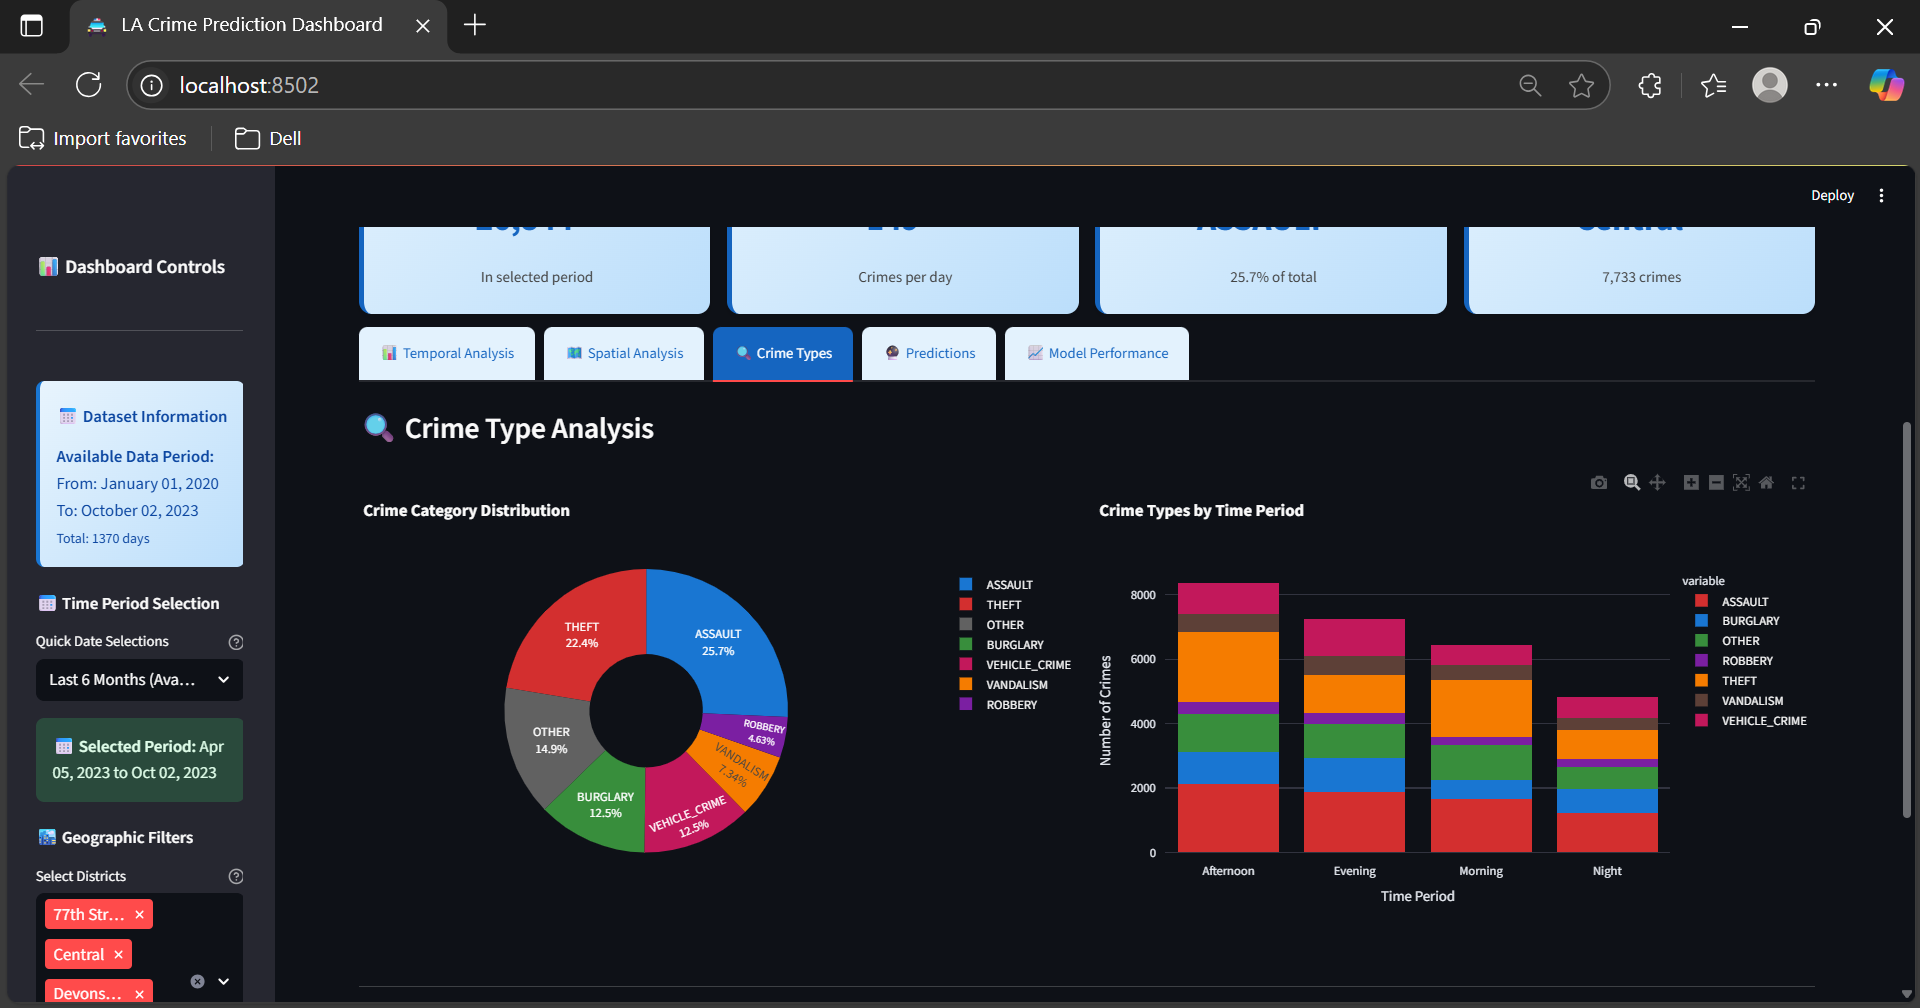 LA Crime Prediction Dashboard
localhost:8502
Import favorites
Dell
Deploy
Dashboard Controls
Dataset Information
Available Data Period:
From: January 01, 2020
To: October 02, 2023
Total: 1370 days
Time Period Selection
Quick Date Selections
Last 6 Months (Ava...
Selected Period: Apr
05, 2023 to Oct 02, 2023
Geographic Filters
Select Districts
77th Str...
Central
Devons...
In selected period
Crimes per day
ASSAULT
25.7% of total
Central
7,733 crimes
Temporal Analysis
Spatial Analysis
Crime Types
Predictions
Model Performance
Crime Type Analysis
Crime Category Distribution
THEFT
22.4%
ASSAULT
25.7%
OTHER
14.9%
ROBBERY
4.63%
VANDALISM
7.34%
BURGLARY
12.5%
VEHICLE_CRIME
12.5%
ASSAULT
THEFT
OTHER
BURGLARY
VEHICLE_CRIME
VANDALISM
ROBBERY
Crime Types by Time Period
Number of Crimes
8000
6000
4000
2000
0
Afternoon
Evening
Morning
Night
Time Period
variable
ASSAULT
BURGLARY
OTHER
ROBBERY
THEFT
VANDALISM
VEHICLE_CRIME